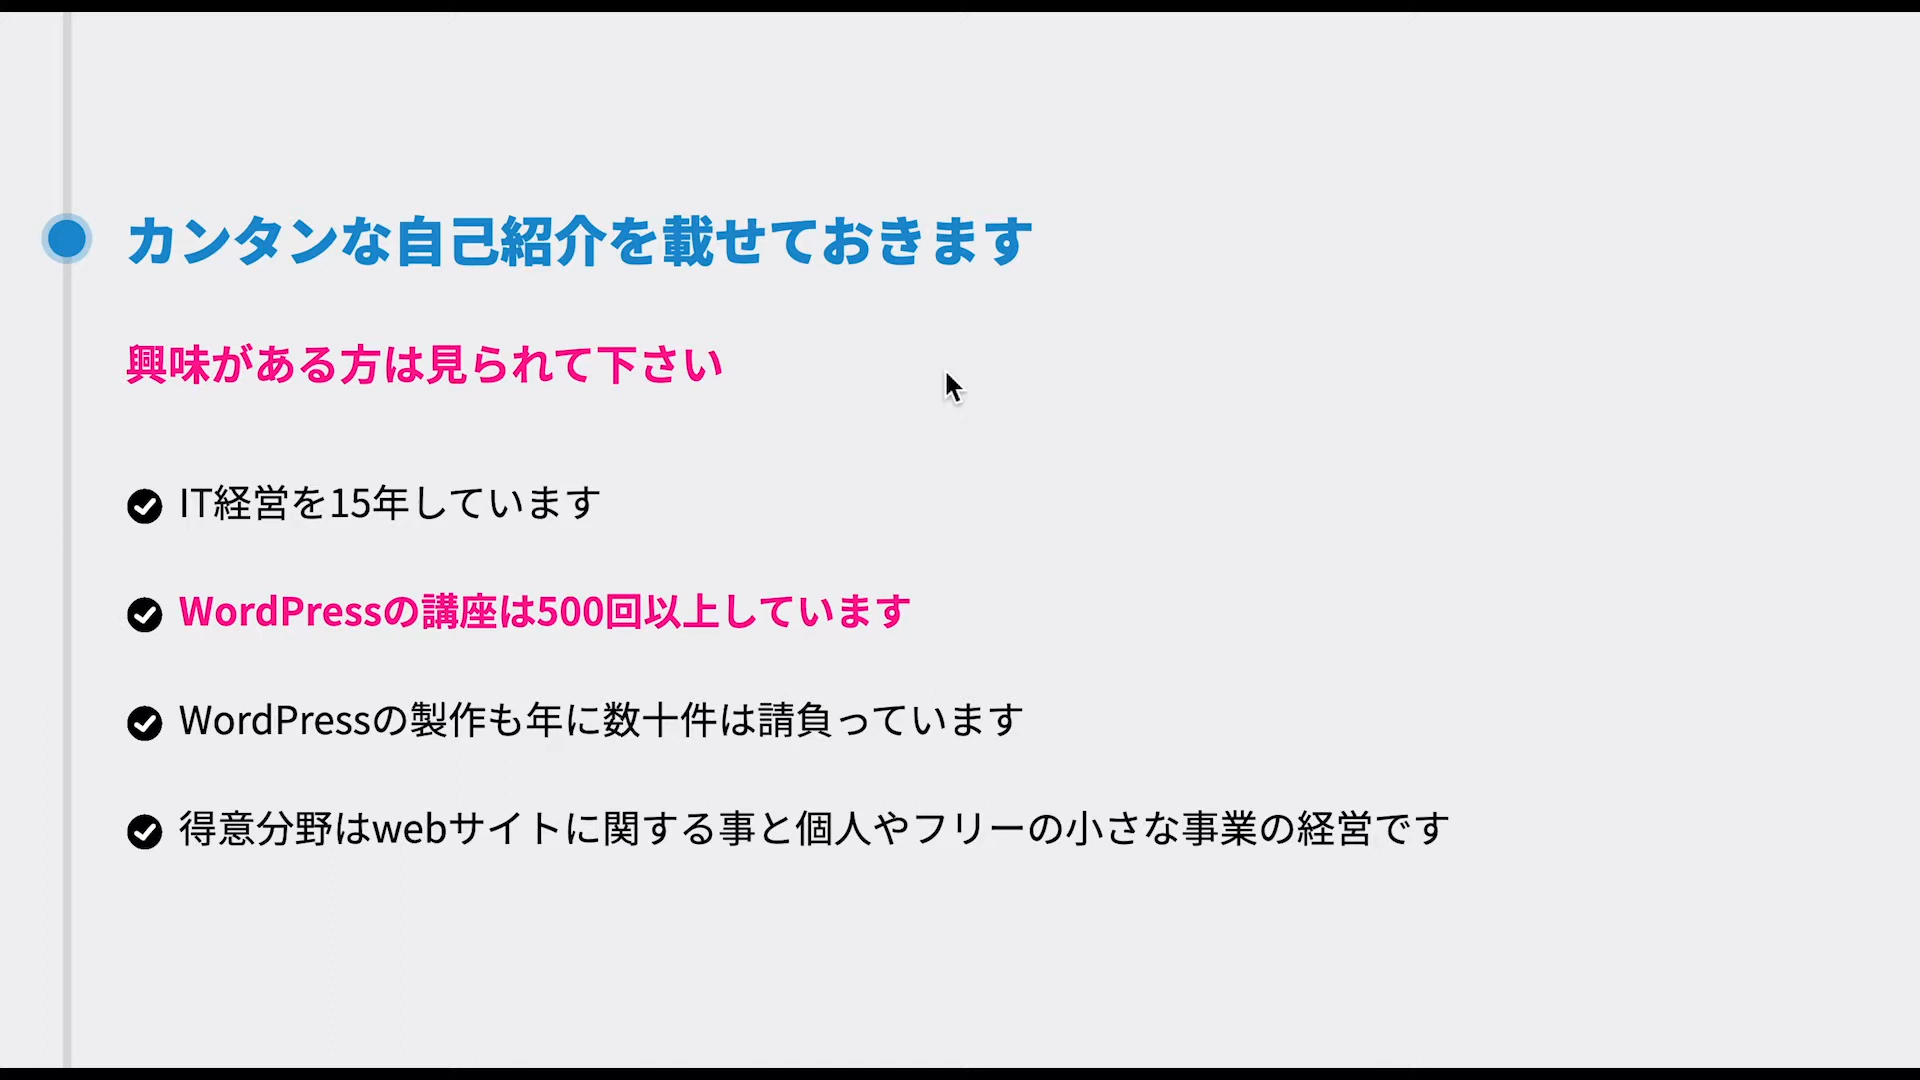 カンタンな自己紹介を載せておきます
興味がある方は見られて下さい
IT経営を15年しています
WordPressの講座は500回以上しています
WordPressの製作も年に数十件は請負っています
得意分野はwebサイトに関する事と個人やフリーの小さな事業の経営です